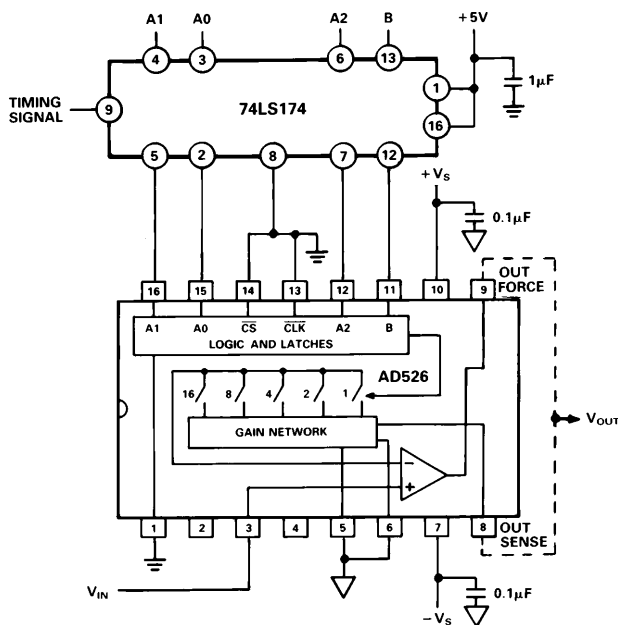 A1 A0 A2 B
+5V
4 3 6 13
1µF
1
TIMING
SIGNAL
9
74LS174
16
5 2 8 7 12
+VS
0.1µF
OUT
FORCE
16 15 14 13 12 11 10 9
A1 A0 CS CLK A2 B
LOGIC AND LATCHES
AD526
16 8 4 2 1
GAIN NETWORK
VOUT
−
+
1 2 3 4 5 6 7 8
OUT
SENSE
VIN
0.1µF
−VS